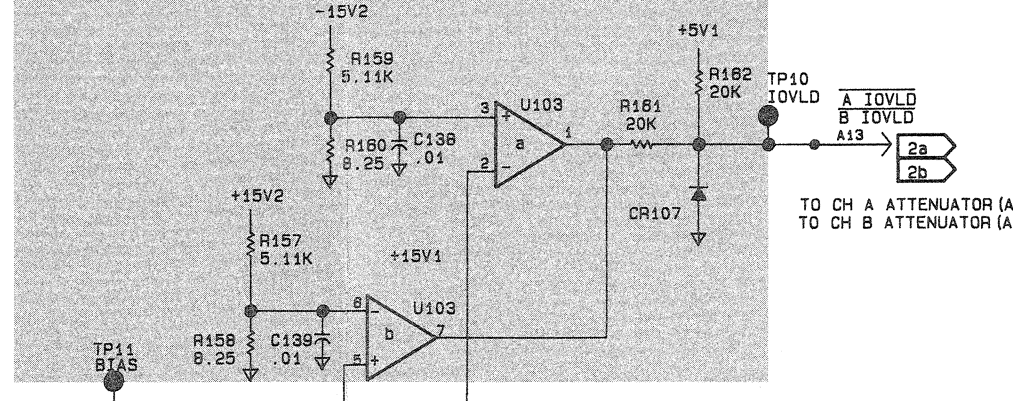 -15V2
+5V1
R159
5.11K
R162
20K
TP10
IOVLD
A IOVLD
B IOVLD
3
U103
R161
20K
+
a
1
A13
R160
8.25
C138
.01
2
-
2a
2b
+15V2
CR107
TO CH A ATTENUATOR (A
TO CH B ATTENUATOR (A
R157
5.11K
+15V1
6
U103
-
b
7
R158
8.25
C139
.01
5
+
TP11
BIAS